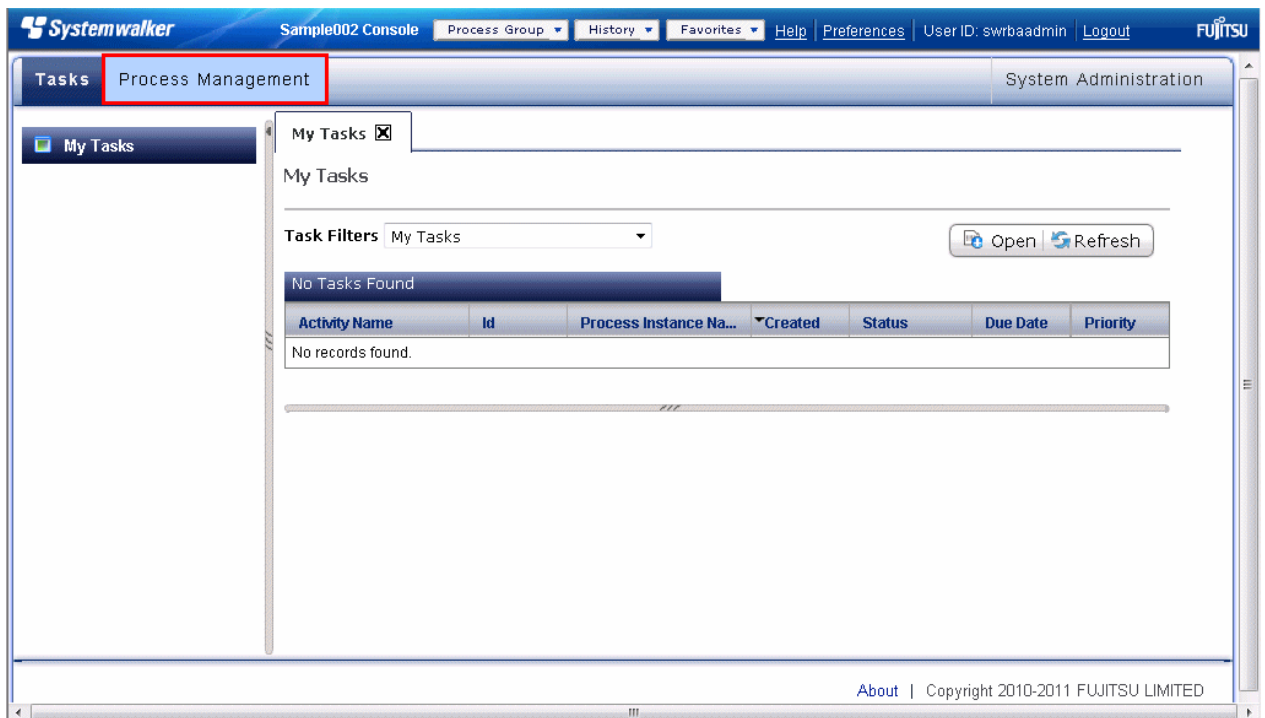 Systemwalker Sample002 Console Process Group History Favorites Help Preferences User ID: swrbaadmin Logout FUJITSU
Tasks Process Management System Administration
My Tasks
My Tasks
My Tasks
Task Filters My Tasks Open Refresh
No Tasks Found
Activity Name Id Process Instance Na... Created Status Due Date Priority
No records found.
About | Copyright 2010-2011 FUJITSU LIMITED